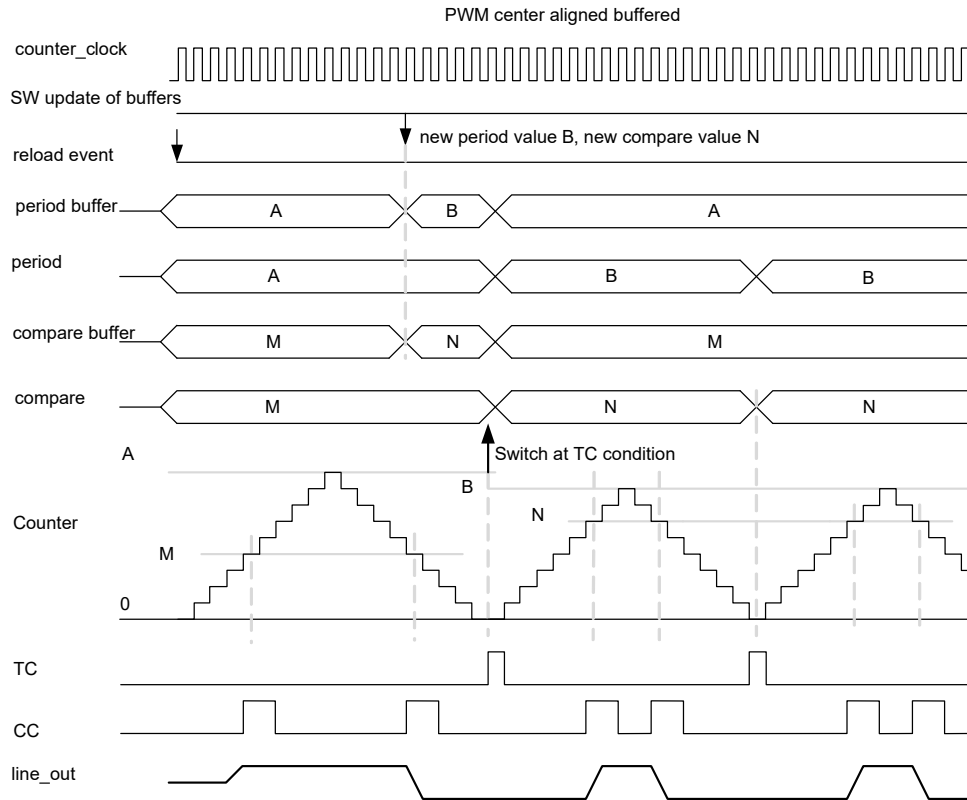 PWM center aligned buffered
counter_clock
SW update of buffers
new period value B, new compare value N
reload event
period buffer
A
B
A
period
A
B
B
compare buffer
M
N
M
compare
M
N
N
A
Switch at TC condition
B
N
Counter
M
0
TC
CC
line_out